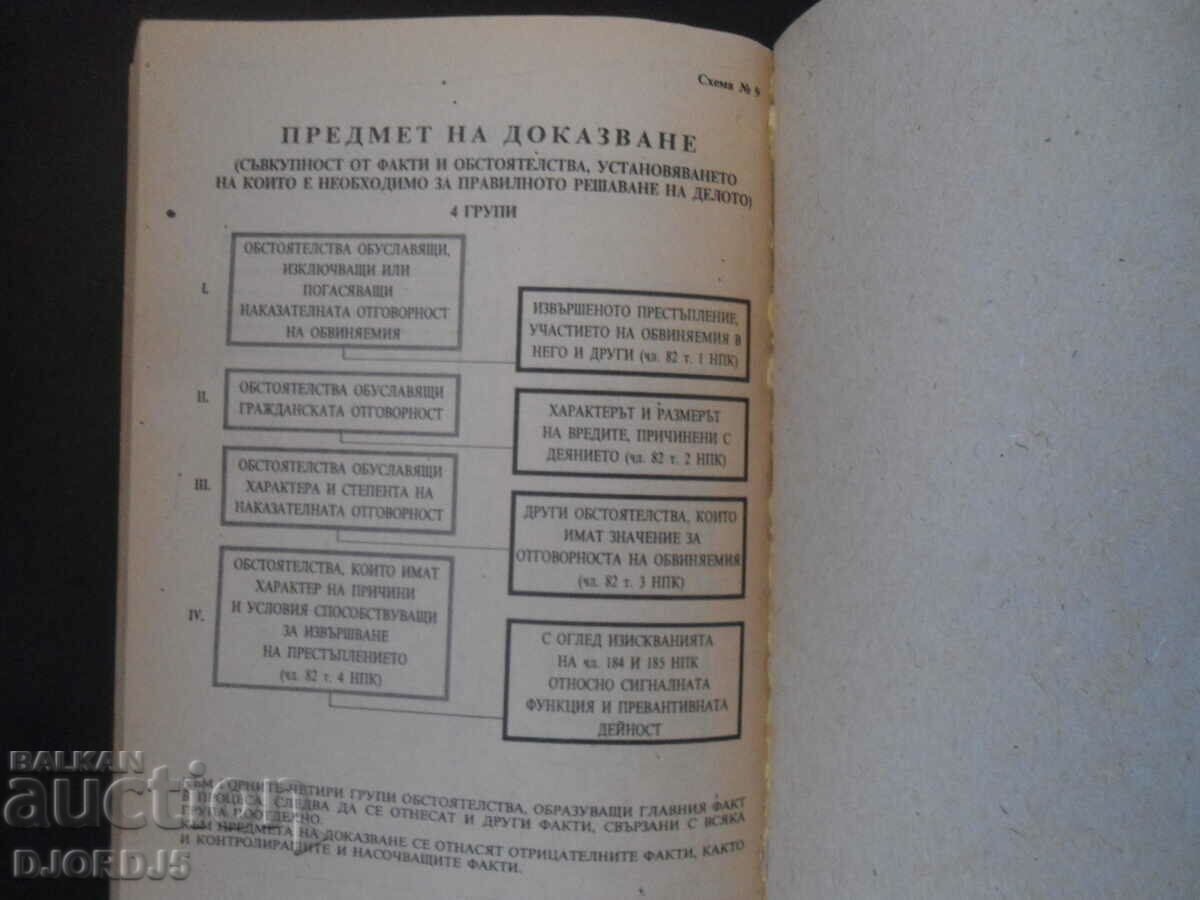 Схема № 9
ПРЕДМЕТ НА ДОКАЗВАНЕ
(СЪВКУПНОСТ ОТ ФАКТИ И ОБСТОЯТЕЛСТВА, УСТАНОВЯВАНЕТО
НА КОИТО Е НЕОБХОДИМО ЗА ПРАВИЛНОТО РЕШАВАНЕ НА ДЕЛОТО)
4 ГРУПИ
I.
ОБСТОЯТЕЛСТВА ОБУСЛАВЯЩИ,
ИЗКЛЮЧВАЩИ ИЛИ
ПОГАСЯВАЩИ
НАКАЗАТЕЛНАТА ОТГОВОРНОСТ
НА ОБВИНЯЕМИЯ
ИЗВЪРШЕНОТО ПРЕСТЪПЛЕНИЕ,
УЧАСТИЕТО НА ОБВИНЯЕМИЯ В
НЕГО И ДРУГИ (чл. 82 т. 1 НПК)
II.
ОБСТОЯТЕЛСТВА ОБУСЛАВЯЩИ
ГРАЖДАНСКАТА ОТГОВОРНОСТ
ХАРАКТЕРЪТ И РАЗМЕРЪТ
НА ВРЕДИТЕ, ПРИЧИНЕНИ С
ДЕЯНИЕТО (чл. 82 т. 2 НПК)
III.
ОБСТОЯТЕЛСТВА ОБУСЛАВЯЩИ
ХАРАКТЕРА И СТЕПЕНТА НА
НАКАЗАТЕЛНАТА ОТГОВОРНОСТ
ДРУГИ ОБСТОЯТЕЛСТВА, КОИТО
ИМАТ ЗНАЧЕНИЕ ЗА
ОТГОВОРНОСТА НА ОБВИНЯЕМИЯ
(чл. 82 т. 3 НПК)
IV.
ОБСТОЯТЕЛСТВА, КОИТО ИМАТ
ХАРАКТЕР НА ПРИЧИНИ
И УСЛОВИЯ СПОСОБСТВУВАЩИ
ЗА ИЗВЪРШВАНЕ
НА ПРЕСТЪПЛЕНИЕТО
(чл. 82 т. 4 НПК)
С ОГЛЕД ИЗИСКВАНИЯТА
НА чл. 184 И 185 НПК
ОТНОСНО СИГНАЛНАТА
ФУНКЦИЯ И ПРЕВАНТИВНАТА
ДЕЙНОСТ
КЪМ ГОРНИТЕ ЧЕТИРИ ГРУПИ ОБСТОЯТЕЛСТВА, ОБРАЗУВАЩИ ГЛАВНИЯ ФАКТ
В ПРОЦЕСА, СЛЕДВА ДА СЕ ОТНЕСАТ И ДРУГИ ФАКТИ, СВЪРЗАНИ С ВСЯКА
ГРУПА ПООТДЕЛНО.
КЪМ ПРЕДМЕТА НА ДОКАЗВАНЕ СЕ ОТНАСЯТ ОТРИЦАТЕЛНИТЕ ФАКТИ, КАКТО
И КОНТРОЛИРАЩИТЕ И НАСОЧВАЩИТЕ ФАКТИ.
BALKAN
auction
DJORDJ5